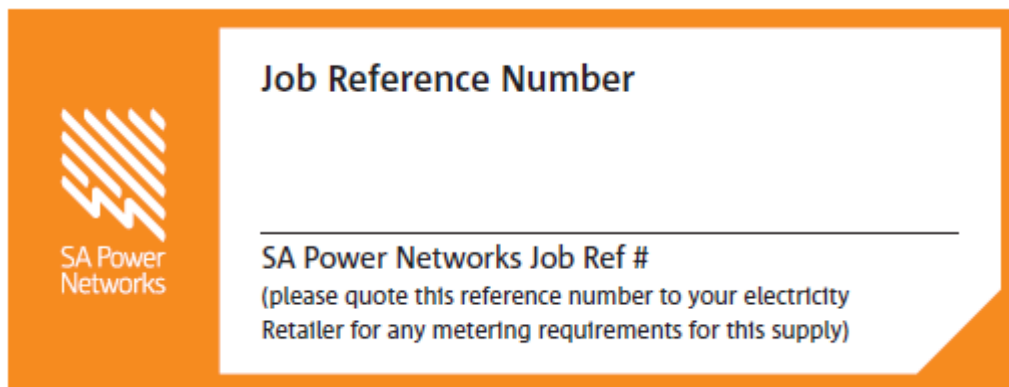 Job Reference Number
SA Power
Networks
SA Power Networks Job Ref #
(please quote this reference number to your electricity
Retailer for any metering requirements for this supply)